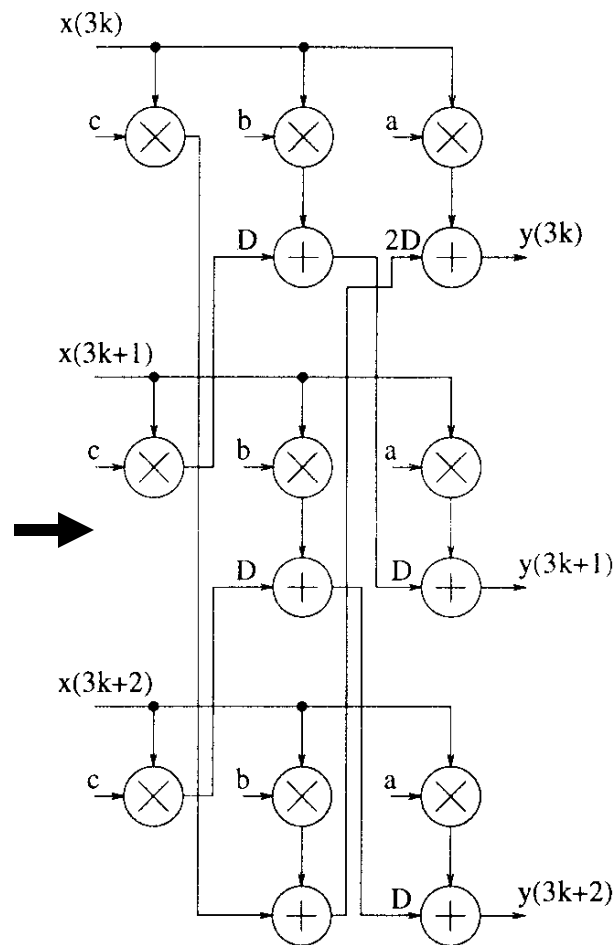 x(3k)
c b a
D 2D y(3k)
x(3k+1)
c b a
D D y(3k+1)
x(3k+2)
c b a
D y(3k+2)